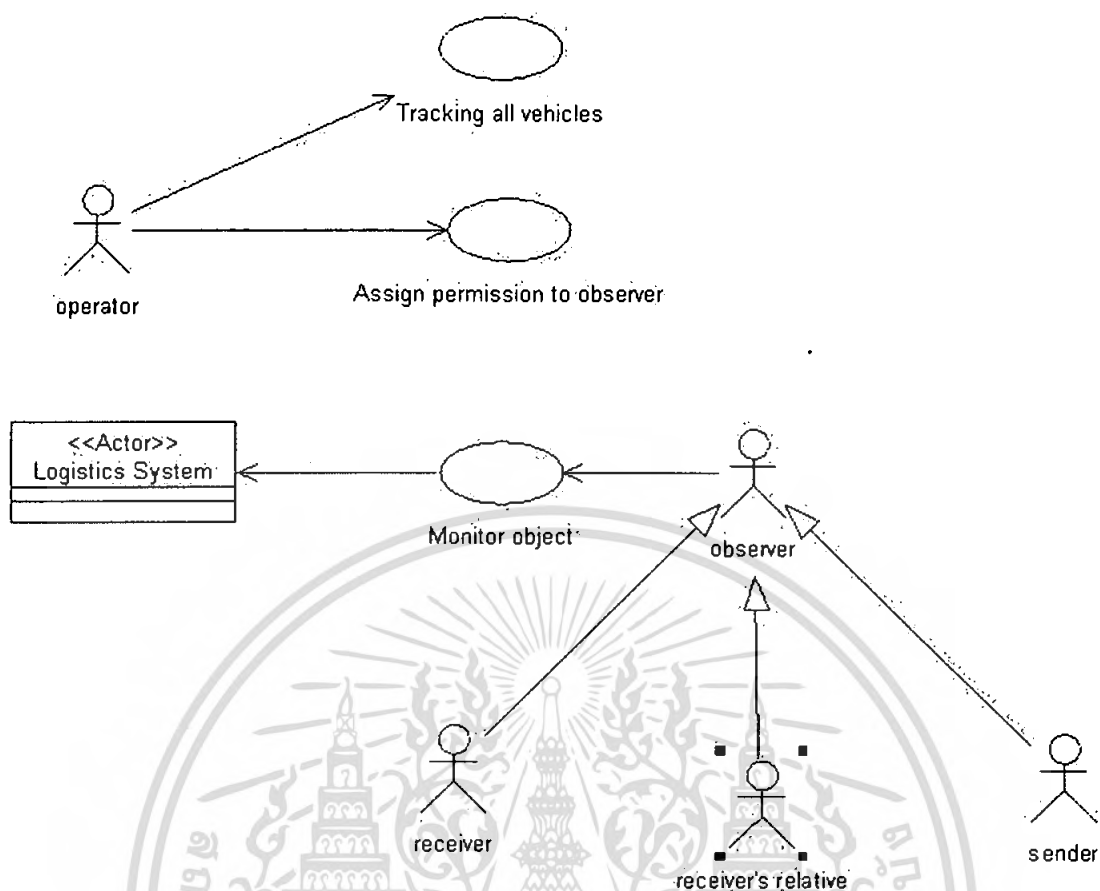 Tracking all vehicles
operator
Assign permission to observer
<<Actor>>
Logistics System
Monitor object
observer
receiver
receiver's relative
sender